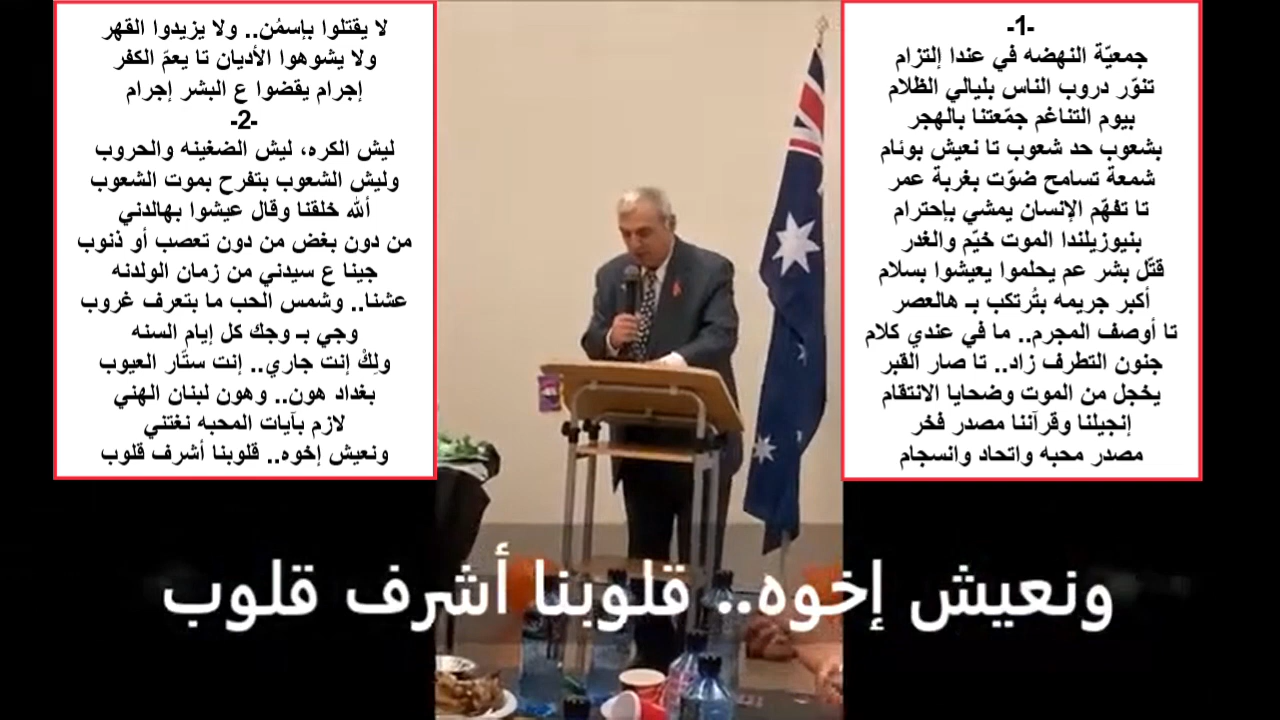 -1-
جمعيّة النهضه في عندا إلتزام
تنوّر دروب الناس بليالي الظلام
بيوم التناغم جمّعتنا بالهجر
بشعوب حد شعوب تا نعيش بوئام
شمعة تسامح ضوّت بغربة عمر
تا تفهّم الإنسان يمشي بإحترام
بنيوزيلندا الموت خيّم والغدر
قتّل بشر عم يحلموا يعيشوا بسلام
أكبر جريمه بتُرتكب بـ هالعصر
تا أوصف المجرم.. ما في عندي كلام
جنون التطرف زاد.. تا صار القبر
يخجل من الموت وضحايا الانتقام
إنجيلنا وقرآننا مصدر فخر
مصدر محبه واتحاد وانسجام
لا يقتلوا بإسمُن.. ولا يزيدوا القهر
ولا يشوهوا الأديان تا يعمّ الكفر
إجرام يقضوا ع البشر إجرام
-2-
ليش الكره، ليش الضغينه والحروب
وليش الشعوب بتفرح بموت الشعوب
ألله خلقنا وقال عيشوا بهالدني
من دون بغض من دون تعصب أو ذنوب
جينا ع سيدني من زمان الولدنه
عشنا.. وشمس الحب ما بتعرف غروب
وجي بـ وجك كل إيام السنه
ولِكْ إنت جاري.. إنت ستّار العيوب
بغداد هون.. وهون لبنان الهني
لازم بآيات المحبه نغتني
ونعيش إخوه.. قلوبنا أشرف قلوب
ونعيش إخوه.. قلوبنا أشرف قلوب